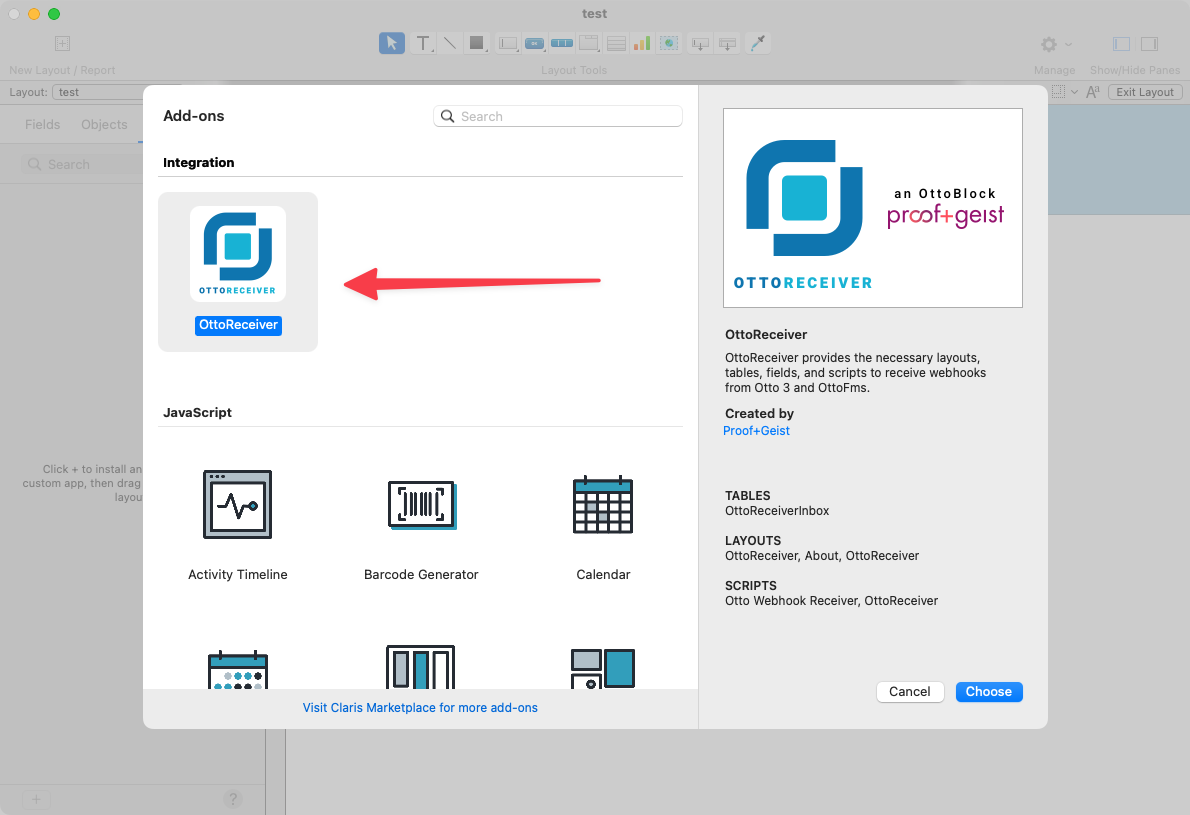 test
New Layout / Report
Layout Tools
Manage
Show/Hide Panes
Layout:
test
Exit Layout
Fields
Objects
Search
Click + to install an
custom app, then drag
layou
Add-ons
Search
Integration
OTTORECEIVER
OttoReceiver
JavaScript
Activity Timeline
Barcode Generator
Calendar
Visit Claris Marketplace for more add-ons
an OttoBlock
proof+geist
OTTORECEIVER
OttoReceiver
OttoReceiver provides the necessary layouts,
tables, fields, and scripts to receive webhooks
from Otto 3 and OttoFms.
Created by
Proof+Geist
TABLES
OttoReceiverInbox
LAYOUTS
OttoReceiver, About, OttoReceiver
SCRIPTS
Otto Webhook Receiver, OttoReceiver
Cancel
Choose